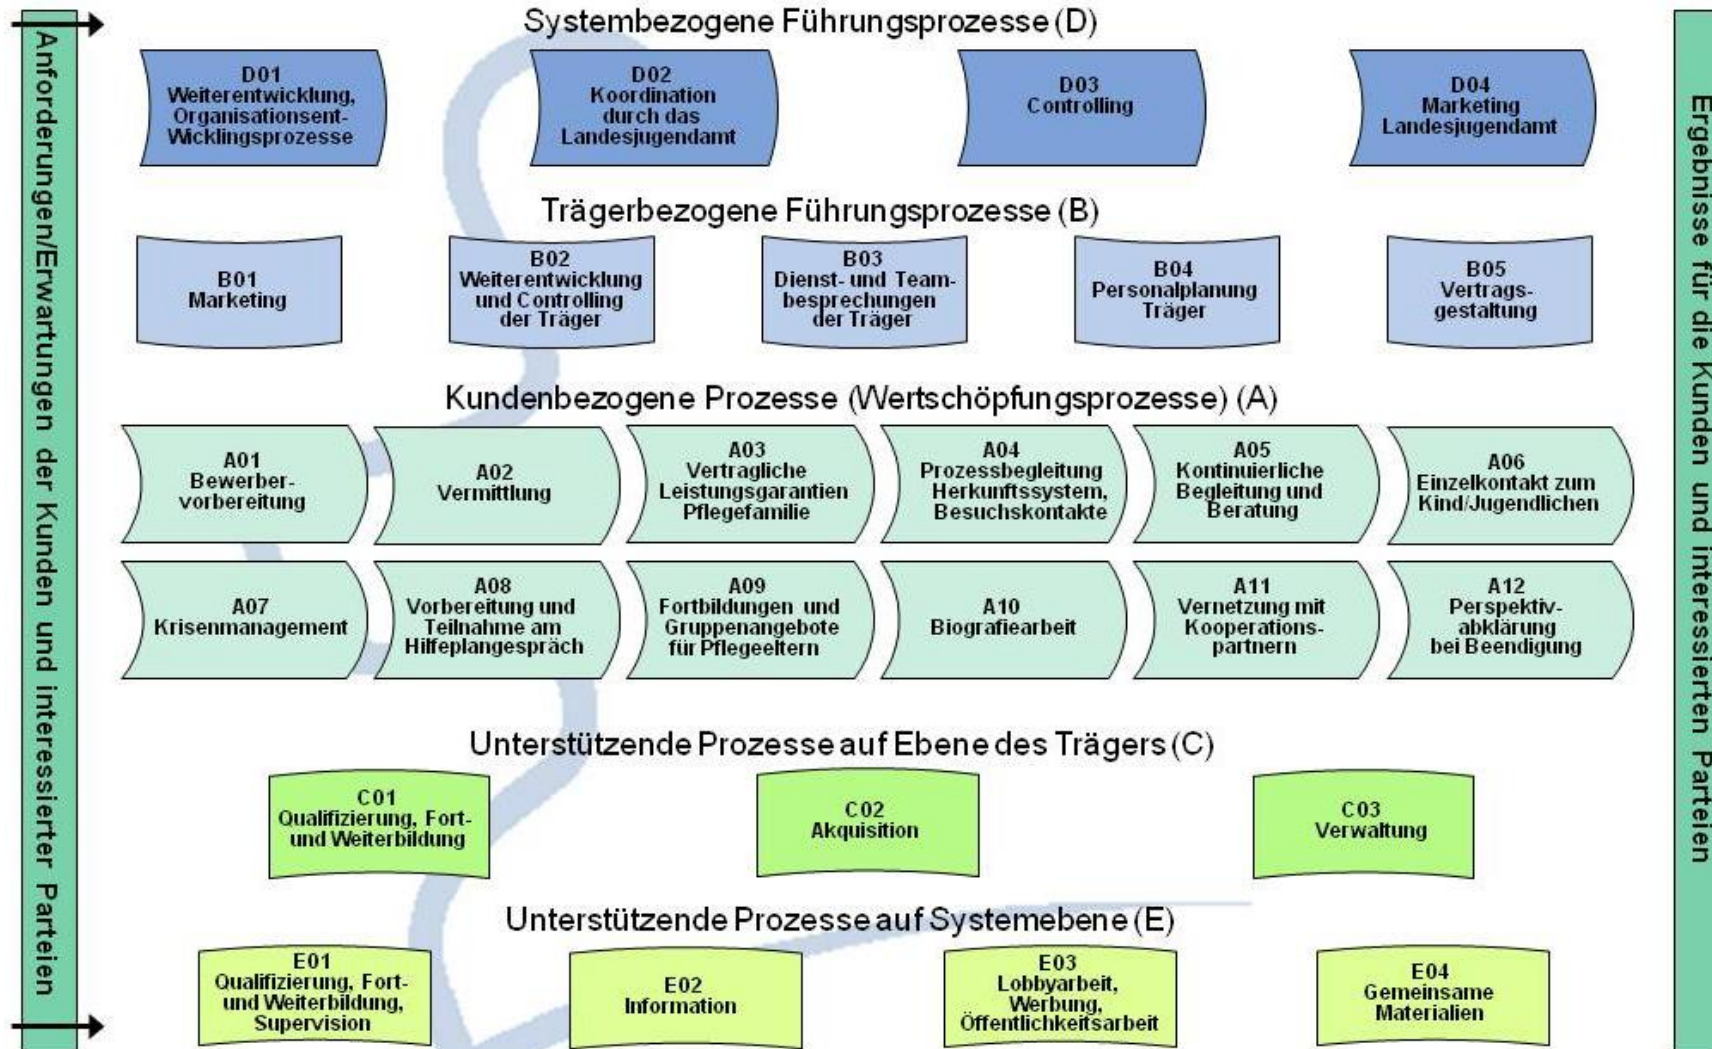 Anforderungen/Erwartungen der Kunden und interessierter Parteien
Systembezogene Führungsprozesse (D)
D01
Weiterentwicklung,
Organisationsent-
Wicklingsprozesse
D02
Koordination
durch das
Landesjugendamt
D03
Controlling
D04
Marketing
Landesjugendamt
Trägerbezogene Führungsprozesse (B)
B01
Marketing
B02
Weiterentwicklung
und Controlling
der Träger
B03
Dienst- und Team-
besprechungen
der Träger
B04
Personalplanung
Träger
B05
Vertrags-
gestaltung
Kundenbezogene Prozesse (Wertschöpfungsprozesse) (A)
A01
Bewerber-
vorbereitung
A02
Vermittlung
A03
Vertragliche
Leistungsgarantien
Pflegefamilie
A04
Prozessbegleitung
Herkunftssystem,
Besuchskontakte
A05
Kontinuierliche
Begleitung und
Beratung
A06
Einzelkontakt zum
Kind/Jugendlichen
A07
Krisenmanagement
A08
Vorbereitung und
Teilnahme am
Hilfeplangespräch
A09
Fortbildungen und
Gruppenangebote
für Pflegeeltern
A10
Biografiearbeit
A11
Vernetzung mit
Kooperations-
partnern
A12
Perspektiv-
abklärung
bei Beendigung
Unterstützende Prozesse auf Ebene des Trägers (C)
C01
Qualifizierung, Fort-
und Weiterbildung
C02
Akquisition
C03
Verwaltung
Unterstützende Prozesse auf Systemebene (E)
E01
Qualifizierung, Fort-
und Weiterbildung,
Supervision
E02
Information
E03
Lobbyarbeit,
Werbung,
Öffentlichkeitsarbeit
E04
Gemeinsame
Materialien
Ergebnisse für die Kunden und interessierten Parteien